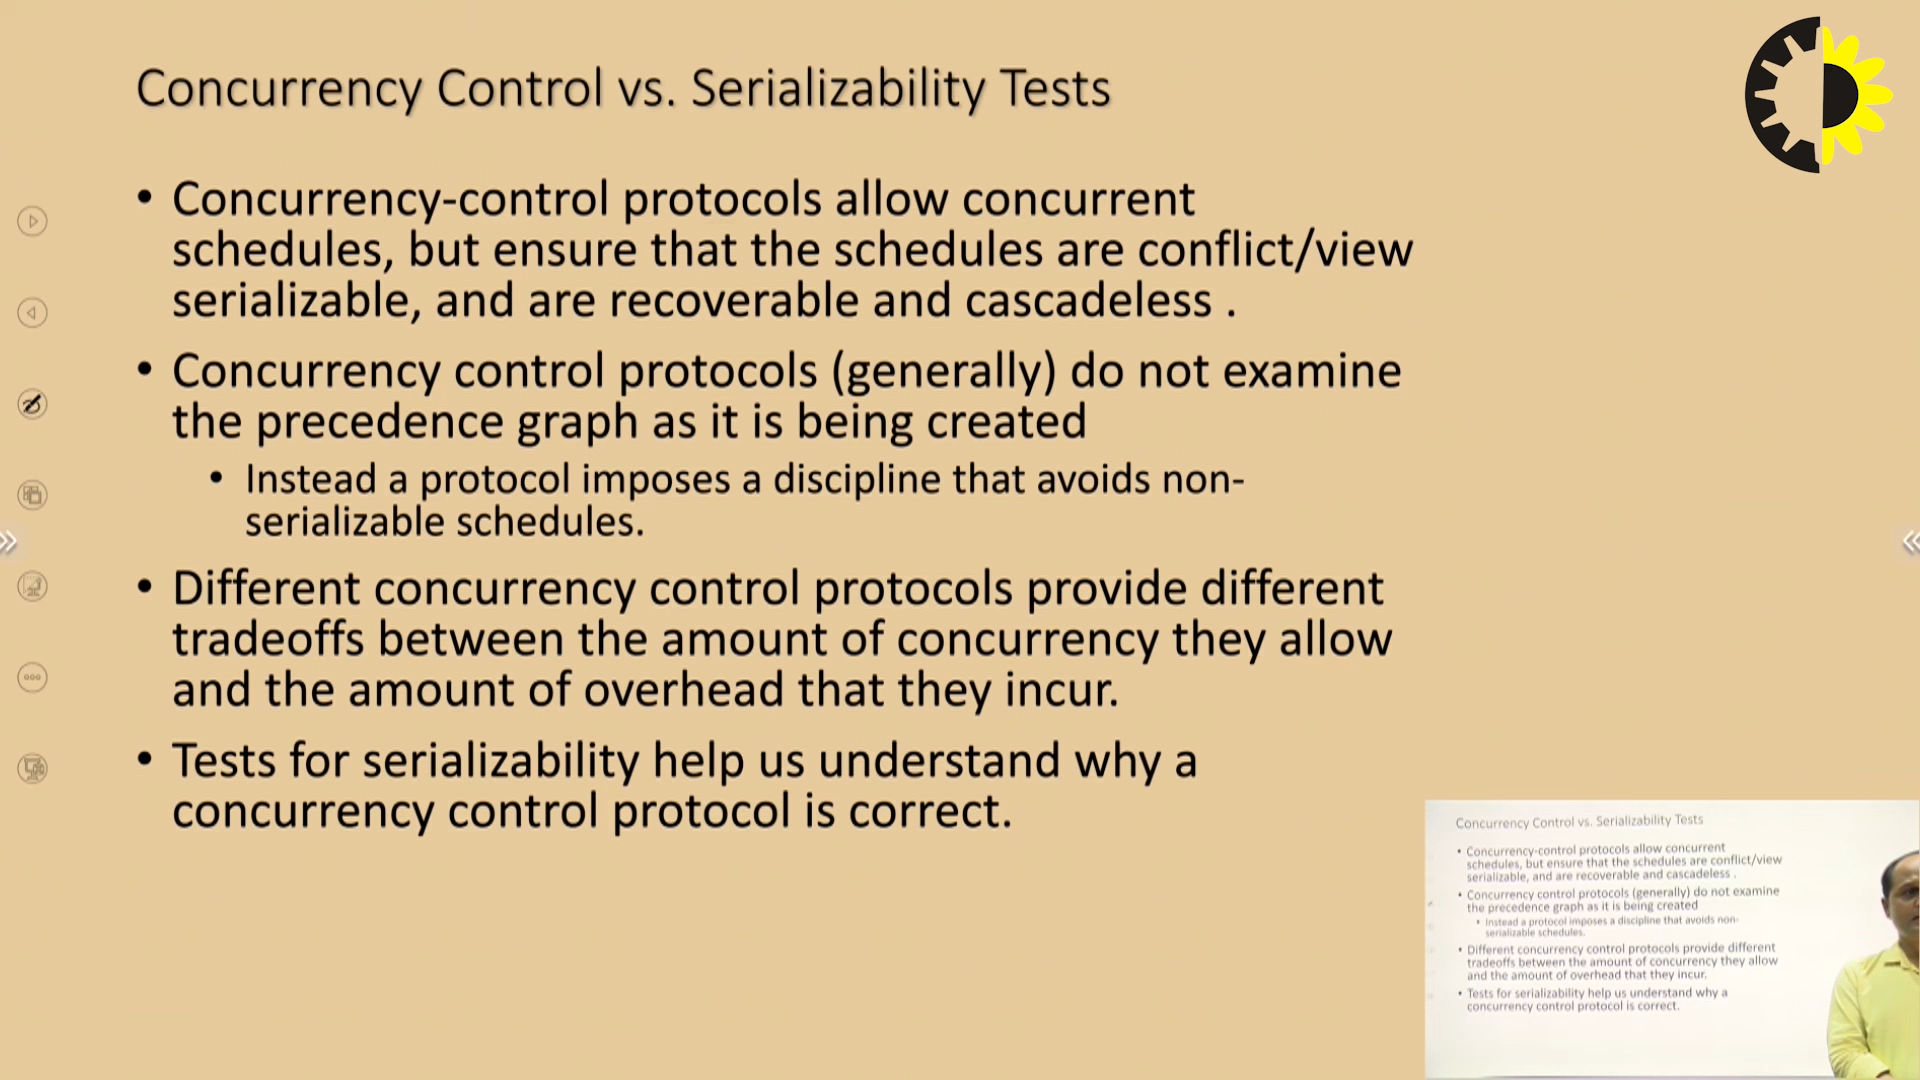 Concurrency Control vs. Serializability Tests
• Concurrency-control protocols allow concurrent
schedules, but ensure that the schedules are conflict/view
serializable, and are recoverable and cascadeless .
• Concurrency control protocols (generally) do not examine
the precedence graph as it is being created
• Instead a protocol imposes a discipline that avoids non-
serializable schedules.
• Different concurrency control protocols provide different
tradeoffs between the amount of concurrency they allow
and the amount of overhead that they incur.
• Tests for serializability help us understand why a
concurrency control protocol is correct.
Concurrency Control vs. Serializability Tests
• Concurrency-control protocols allow concurrent
schedules, but ensure that the schedules are conflict/view
serializable, and are recoverable and cascadeless .
• Concurrency control protocols (generally) do not examine
the precedence graph as it is being created
• Instead a protocol imposes a discipline that avoids non-
serializable schedules.
• Different concurrency control protocols provide different
tradeoffs between the amount of concurrency they allow
and the amount of overhead that they incur.
• Tests for serializability help us understand why a
concurrency control protocol is correct.